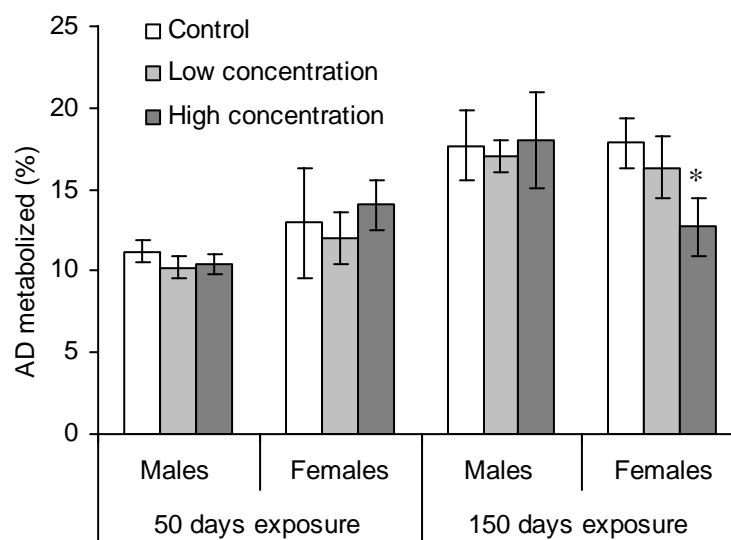 25
20
15
10
5
0
AD metabolized (%)
Control
Low concentration
High concentration
*
Males Females Males Females
50 days exposure 150 days exposure